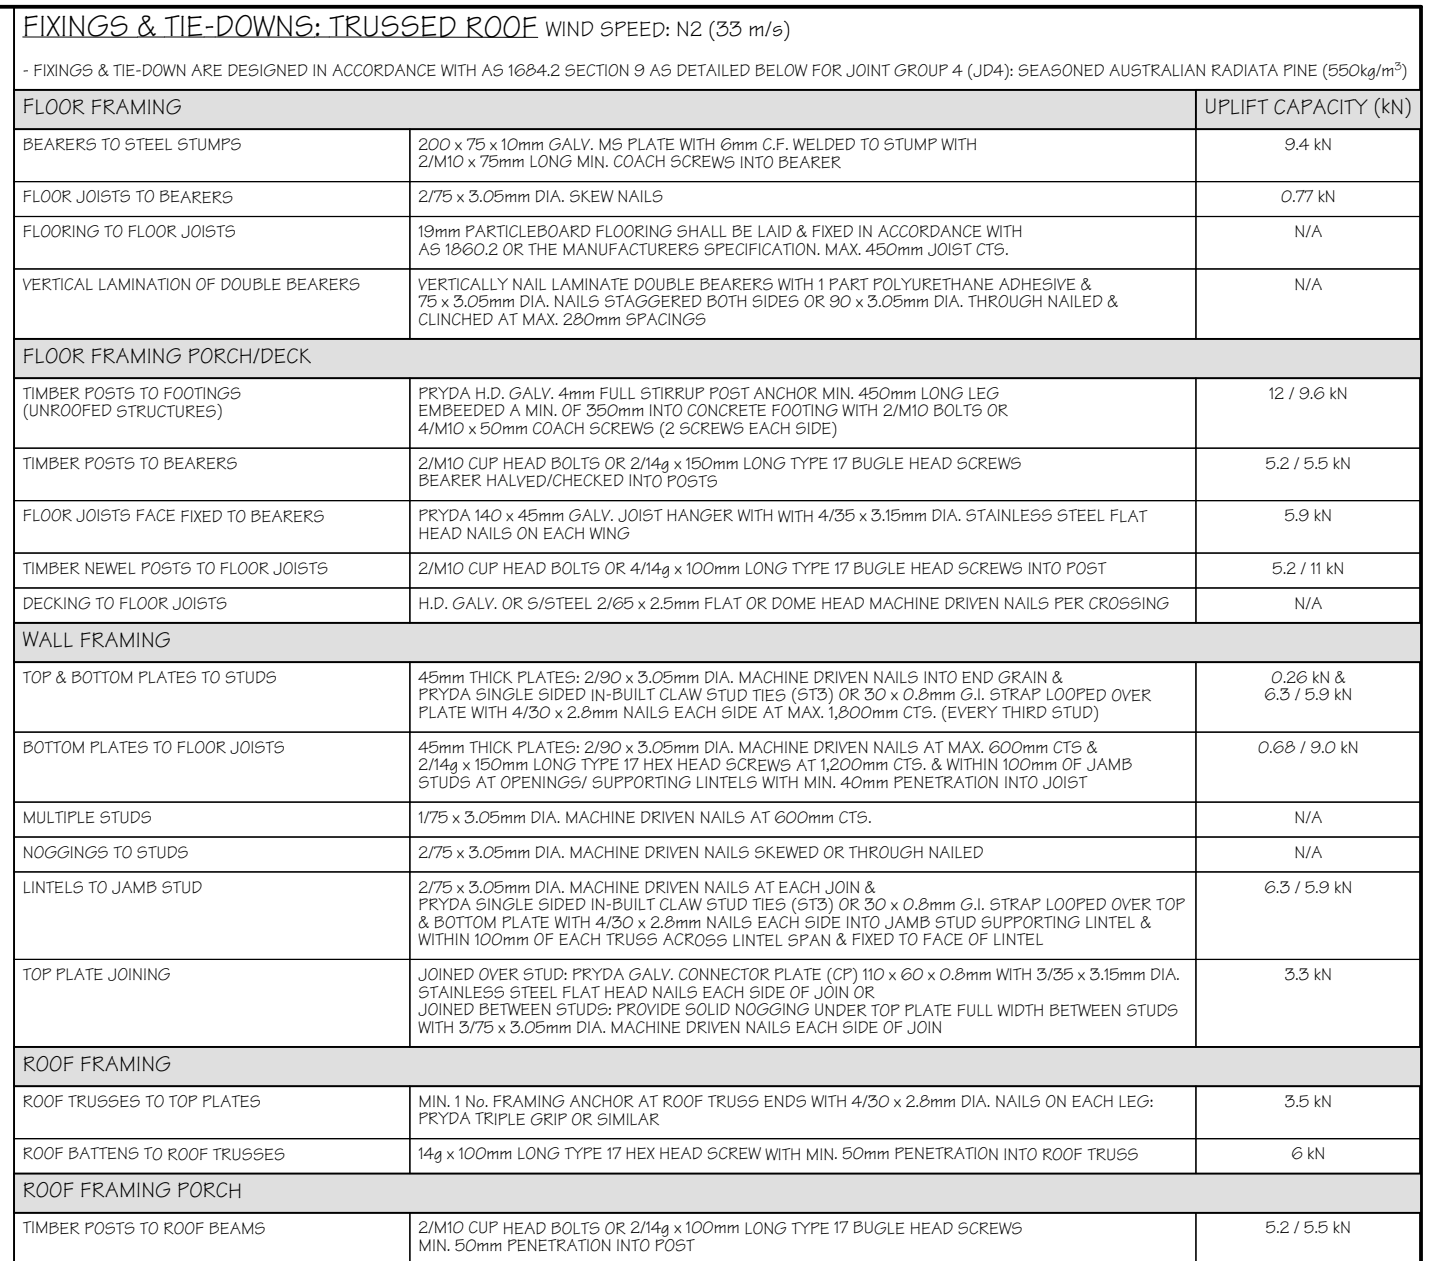 FIXINGS & TIE-DOWNS: TRUSSED ROOF WIND SPEED: N2 (33 m/s)
- FIXINGS & TIE-DOWN ARE DESIGNED IN ACCORDANCE WITH AS 1684.2 SECTION 9 AS DETAILED BELOW FOR JOINT GROUP 4 (JD4): SEASONED AUSTRALIAN RADIATA PINE (550kg/m³)
FLOOR FRAMING UPLIFT CAPACITY (kN)
BEARERS TO STEEL STUMPS 200 x 75 x 10mm GALV. MS PLATE WITH 6mm C.F. WELDED TO STUMP WITH 9.4 kN
2/M10 x 75mm LONG MIN. COACH SCREWS INTO BEARER
FLOOR JOISTS TO BEARERS 2/75 x 3.05mm DIA. SKEW NAILS 0.77 kN
FLOORING TO FLOOR JOISTS 19mm PARTICLEBOARD FLOORING SHALL BE LAID & FIXED IN ACCORDANCE WITH N/A
AS 1860.2 OR THE MANUFACTURERS SPECIFICATION. MAX. 450mm JOIST CTS.
VERTICAL LAMINATION OF DOUBLE BEARERS VERTICALLY NAIL LAMINATE DOUBLE BEARERS WITH 1 PART POLYURETHANE ADHESIVE & N/A
75 x 3.05mm DIA. NAILS STAGGERED BOTH SIDES OR 90 x 3.05mm DIA. THROUGH NAILED &
CLINCHED AT MAX. 280mm SPACINGS
FLOOR FRAMING PORCH/DECK
TIMBER POSTS TO FOOTINGS PRYDA H.D. GALV. 4mm FULL STIRRUP POST ANCHOR MIN. 450mm LONG LEG 12 / 9.6 kN
(UNROOFED STRUCTURES) EMBEEDED A MIN. OF 350mm INTO CONCRETE FOOTING WITH 2/M10 BOLTS OR
4/M10 x 50mm COACH SCREWS (2 SCREWS EACH SIDE)
TIMBER POSTS TO BEARERS 2/M10 CUP HEAD BOLTS OR 2/14g x 150mm LONG TYPE 17 BUGLE HEAD SCREWS 5.2 / 5.5 kN
BEARER HALVED/CHECKED INTO POSTS
FLOOR JOISTS FACE FIXED TO BEARERS PRYDA 140 x 45mm GALV. JOIST HANGER WITH WITH 4/35 x 3.15mm DIA. STAINLESS STEEL FLAT 5.9 kN
HEAD NAILS ON EACH WING
TIMBER NEWEL POSTS TO FLOOR JOISTS 2/M10 CUP HEAD BOLTS OR 4/14g x 100mm LONG TYPE 17 BUGLE HEAD SCREWS INTO POST 5.2 / 11 kN
DECKING TO FLOOR JOISTS H.D. GALV. OR S/STEEL 2/65 x 2.5mm FLAT OR DOME HEAD MACHINE DRIVEN NAILS PER CROSSING N/A
WALL FRAMING
TOP & BOTTOM PLATES TO STUDS 45mm THICK PLATES: 2/90 x 3.05mm DIA. MACHINE DRIVEN NAILS INTO END GRAIN & 0.26 kN &
PRYDA SINGLE SIDED IN-BUILT CLAW STUD TIES (ST3) OR 30 x 0.8mm G.I. STRAP LOOPED OVER 6.3 / 5.9 kN
PLATE WITH 4/30 x 2.8mm NAILS EACH SIDE AT MAX. 1,800mm CTS. (EVERY THIRD STUD)
BOTTOM PLATES TO FLOOR JOISTS 45mm THICK PLATES: 2/90 x 3.05mm DIA. MACHINE DRIVEN NAILS AT MAX. 600mm CTS & 0.68 / 9.0 kN
2/14g x 150mm LONG TYPE 17 HEX HEAD SCREWS AT 1,200mm CTS. & WITHIN 100mm OF JAMB
STUDS AT OPENINGS/ SUPPORTING LINTELS WITH MIN. 40mm PENETRATION INTO JOIST
MULTIPLE STUDS 1/75 x 3.05mm DIA. MACHINE DRIVEN NAILS AT 600mm CTS. N/A
NOGGINGS TO STUDS 2/75 x 3.05mm DIA. MACHINE DRIVEN NAILS SKEWED OR THROUGH NAILED N/A
LINTELS TO JAMB STUD 2/75 x 3.05mm DIA. MACHINE DRIVEN NAILS AT EACH JOIN & 6.3 / 5.9 kN
PRYDA SINGLE SIDED IN-BUILT CLAW STUD TIES (ST3) OR 30 x 0.8mm G.I. STRAP LOOPED OVER TOP
& BOTTOM PLATE WITH 4/30 x 2.8mm NAILS EACH SIDE INTO JAMB STUD SUPPORTING LINTEL &
WITHIN 100mm OF EACH TRUSS ACROSS LINTEL SPAN & FIXED TO FACE OF LINTEL
TOP PLATE JOINING JOINED OVER STUD: PRYDA GALV. CONNECTOR PLATE (CP) 110 x 60 x 0.8mm WITH 3/35 x 3.15mm DIA. 3.3 kN
STAINLESS STEEL FLAT HEAD NAILS EACH SIDE OF JOIN OR
JOINED BETWEEN STUDS: PROVIDE SOLID NOGGING UNDER TOP PLATE FULL WIDTH BETWEEN STUDS
WITH 3/75 x 3.05mm DIA. MACHINE DRIVEN NAILS EACH SIDE OF JOIN
ROOF FRAMING
ROOF TRUSSES TO TOP PLATES MIN. 1 No. FRAMING ANCHOR AT ROOF TRUSS ENDS WITH 4/30 x 2.8mm DIA. NAILS ON EACH LEG: 3.5 kN
PRYDA TRIPLE GRIP OR SIMILAR
ROOF BATTENS TO ROOF TRUSSES 14g x 100mm LONG TYPE 17 HEX HEAD SCREW WITH MIN. 50mm PENETRATION INTO ROOF TRUSS 6 kN
ROOF FRAMING PORCH
TIMBER POSTS TO ROOF BEAMS 2/M10 CUP HEAD BOLTS OR 2/14g x 100mm LONG TYPE 17 BUGLE HEAD SCREWS 5.2 / 5.5 kN
MIN. 50mm PENETRATION INTO POST